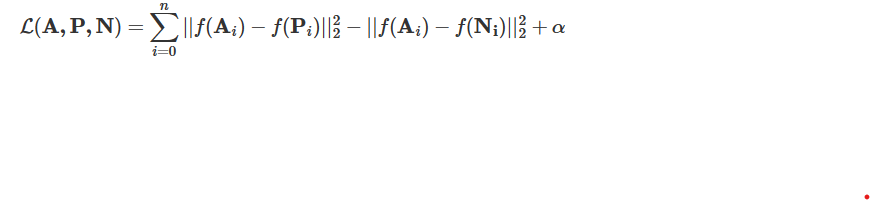 ℒ(𝐀, 𝐏, 𝐍) = ∑_{i=0}^{n} ||f(𝐀_i) − f(𝐏_i)||_2^2 − ||f(𝐀_i) − f(𝐍_𝐢)||_2^2 + α